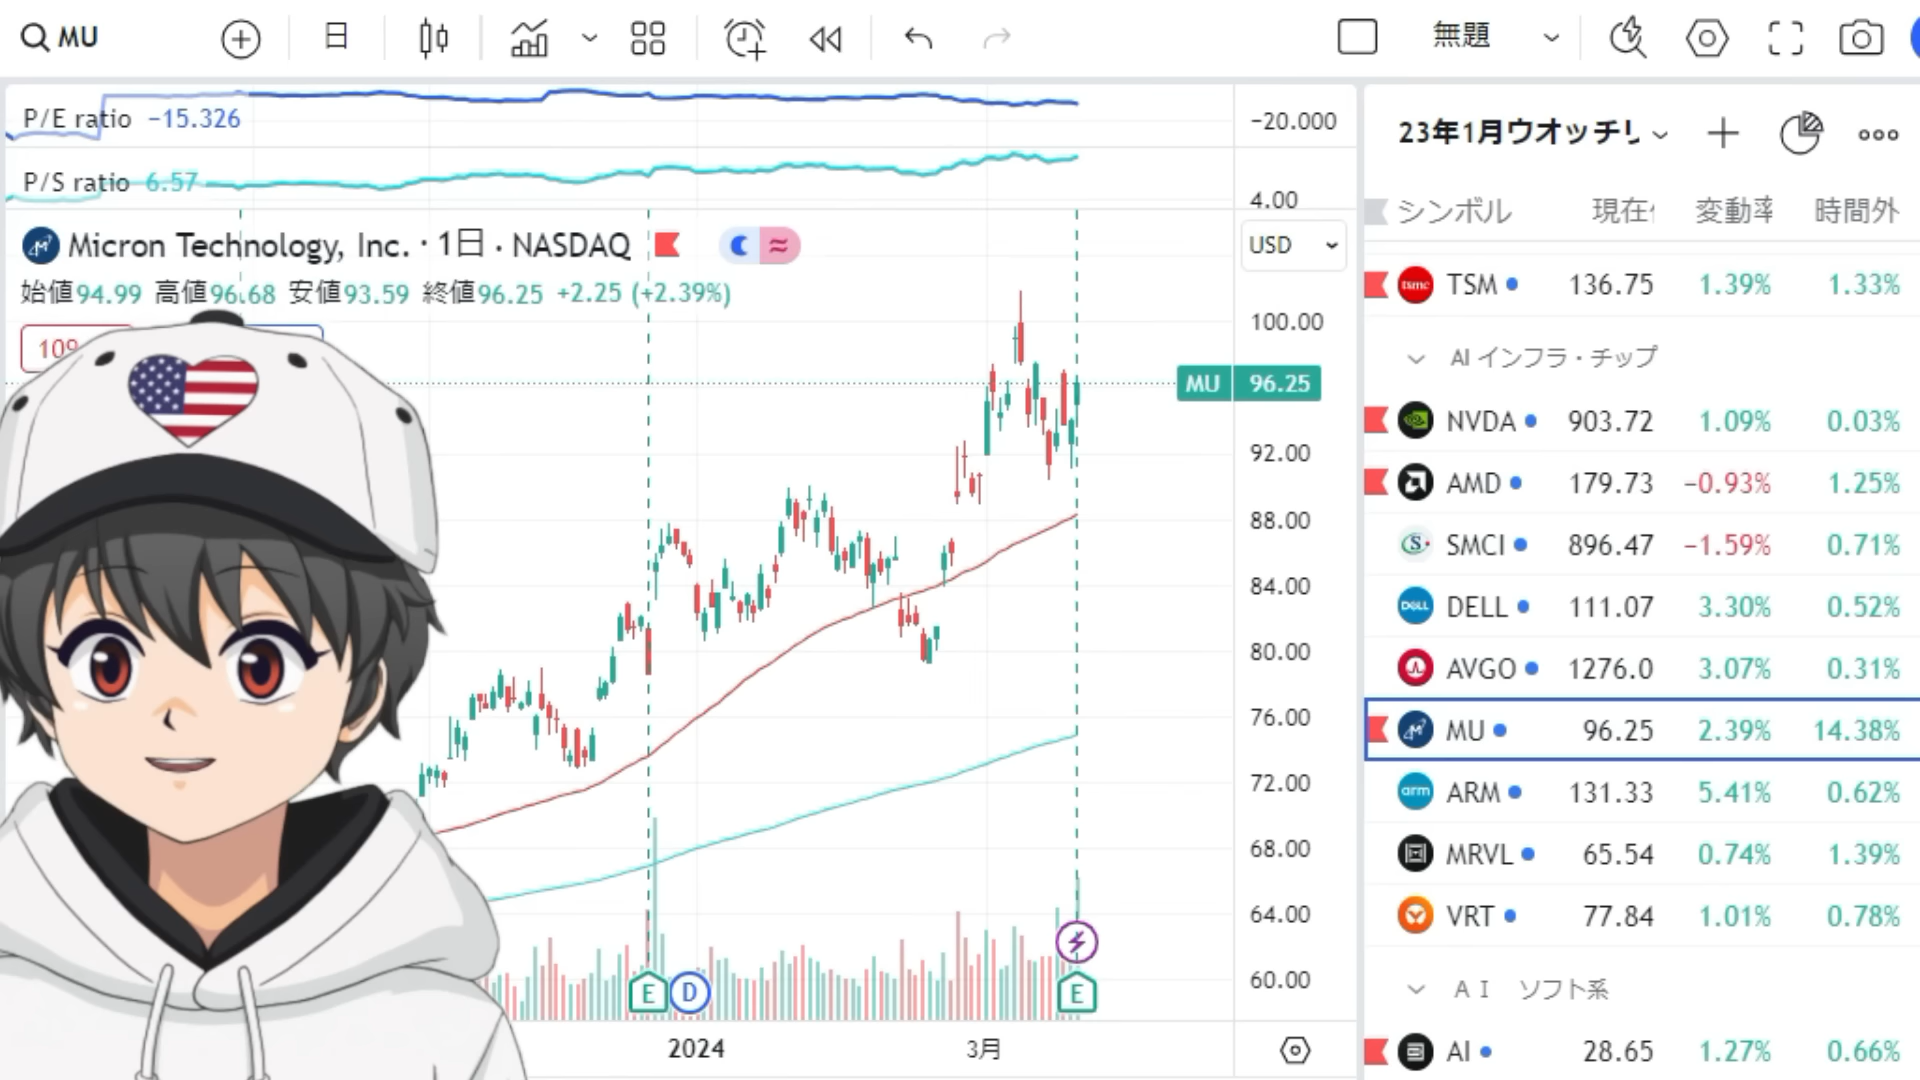 MU
日
無題
P/E ratio −15.326
−20.000
P/S ratio 6.57
4.00
Micron Technology, Inc. · 1日 · NASDAQ
USD
始値94.99 高値96.68 安値93.59 終値96.25 +2.25 (+2.39%)
100.00
MU 96.25
92.00
88.00
84.00
80.00
76.00
72.00
68.00
64.00
60.00
E D E
2024 3月
23年1月ウオッチリ
シンボル 現在 変動率 時間外
tsmc TSM 136.75 1.39% 1.33%
AI インフラ・チップ
NVDA 903.72 1.09% 0.03%
AMD 179.73 −0.93% 1.25%
S SMCI 896.47 −1.59% 0.71%
DELL DELL 111.07 3.30% 0.52%
AVGO 1276.0 3.07% 0.31%
MU 96.25 2.39% 14.38%
arm ARM 131.33 5.41% 0.62%
MRVL 65.54 0.74% 1.39%
VRT 77.84 1.01% 0.78%
ＡＩ ソフト系
AI 28.65 1.27% 0.66%